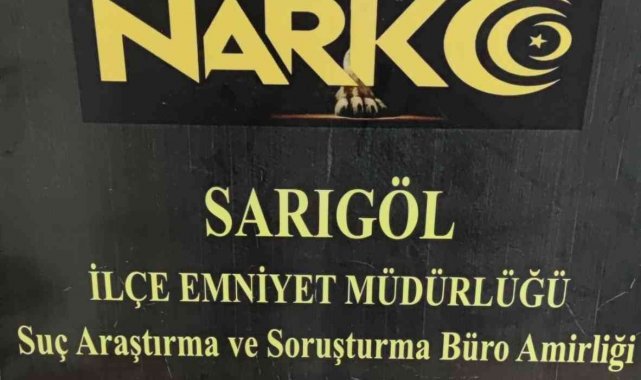 NARKO
SARIGÖL
İLÇE EMNİYET MÜDÜRLÜĞÜ
Suç Araştırma ve Soruşturma Büro Amirliği